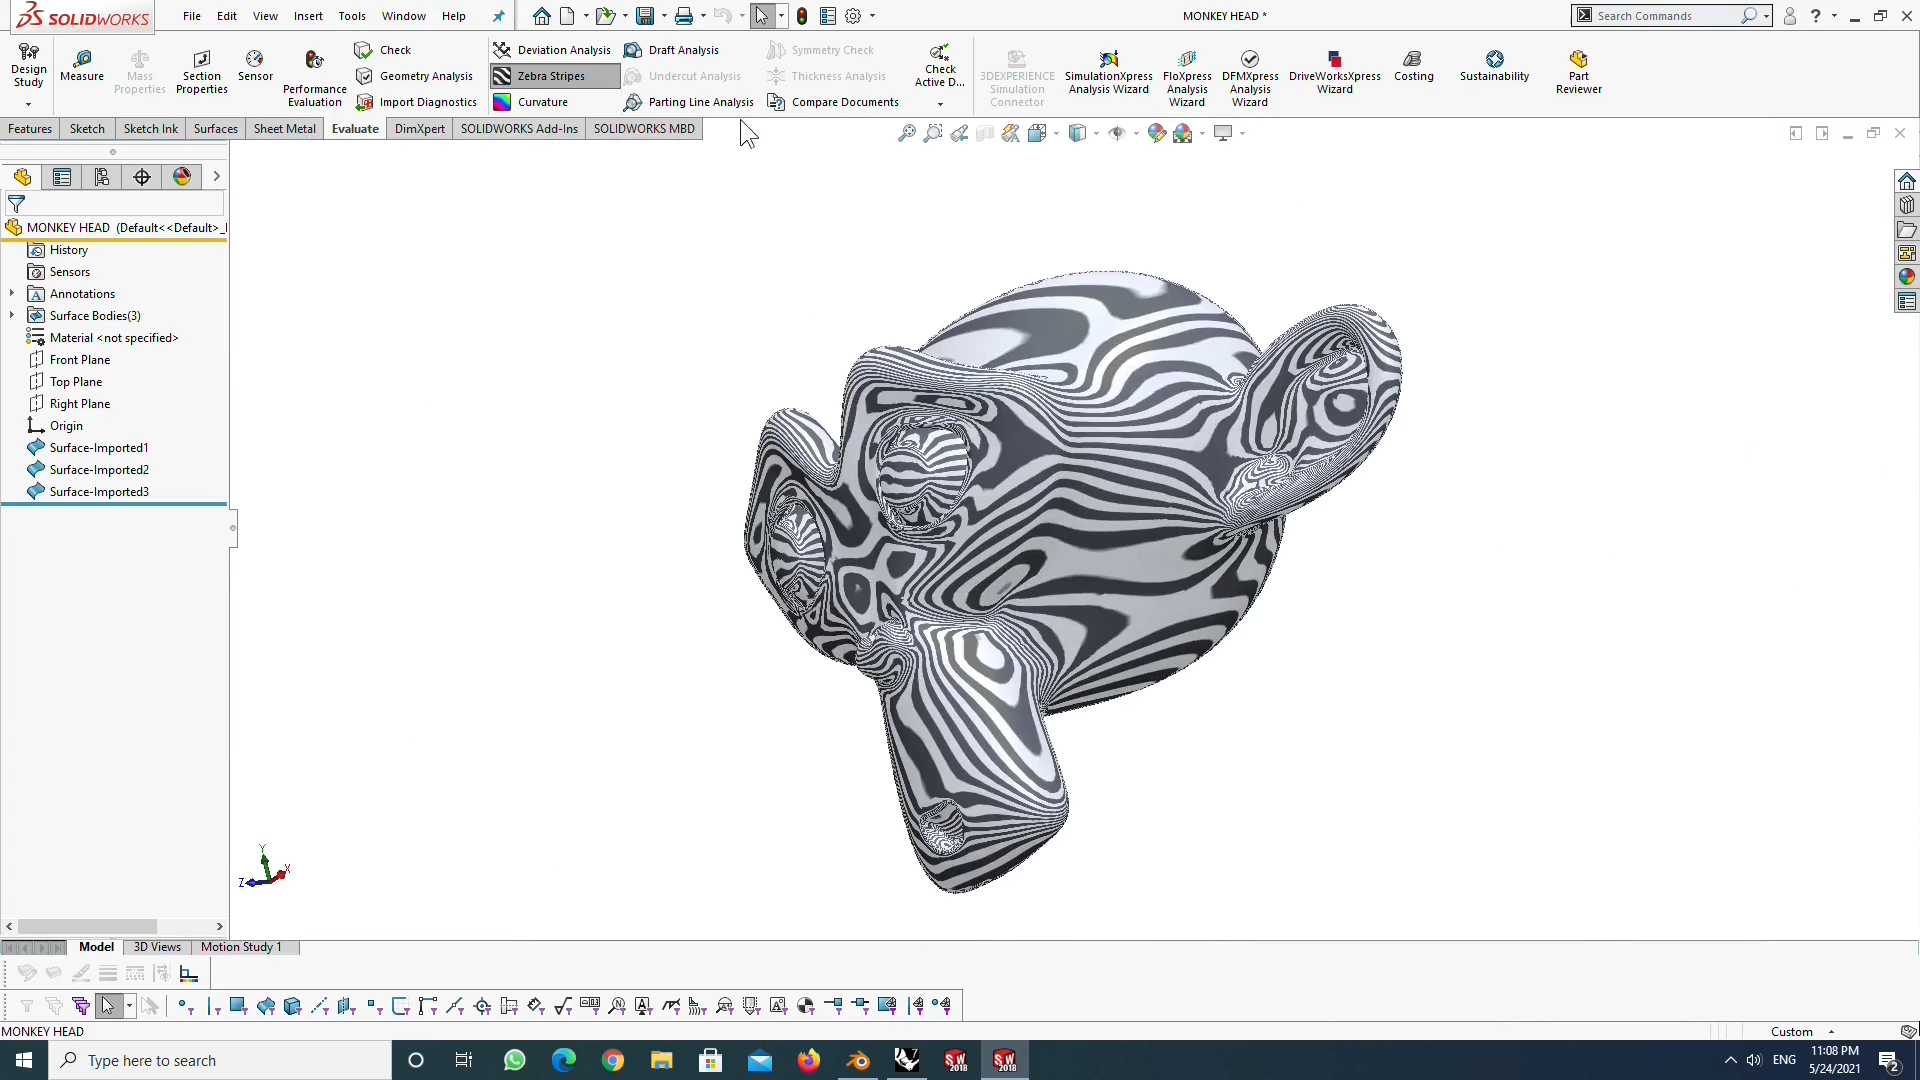 SOLIDWORKS
File Edit View Insert Tools Window Help
MONKEY HEAD *
Search Commands
Design Study
Measure
Mass Properties
Section Properties
Sensor
Performance Evaluation
Check
Geometry Analysis
Import Diagnostics
Deviation Analysis
Zebra Stripes
Curvature
Draft Analysis
Undercut Analysis
Parting Line Analysis
Symmetry Check
Thickness Analysis
Compare Documents
Check Active D...
3DEXPERIENCE Simulation Connector
SimulationXpress Analysis Wizard
FloXpress Analysis Wizard
DFMXpress Analysis Wizard
DriveWorksXpress Wizard
Costing
Sustainability
Part Reviewer
Features Sketch Sketch Ink Surfaces Sheet Metal Evaluate DimXpert SOLIDWORKS Add-Ins SOLIDWORKS MBD
MONKEY HEAD (Default<<Default>_
History
Sensors
Annotations
Surface Bodies(3)
Material <not specified>
Front Plane
Top Plane
Right Plane
Origin
Surface-Imported1
Surface-Imported2
Surface-Imported3
Y
X
Z
Model 3D Views Motion Study 1
MONKEY HEAD
Custom
Type here to search
SW 2018
SW 2018
ENG
11:08 PM
5/24/2021
2